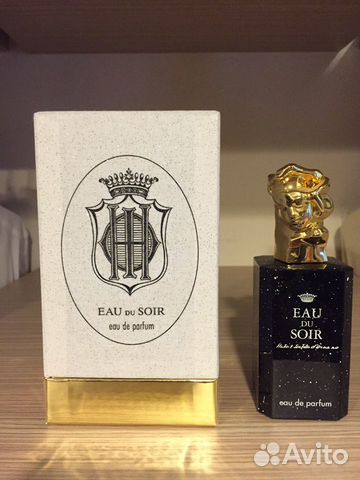 EAU DU SOIR
eau de parfum
EAU
DU
SOIR
eau de parfum
Avito